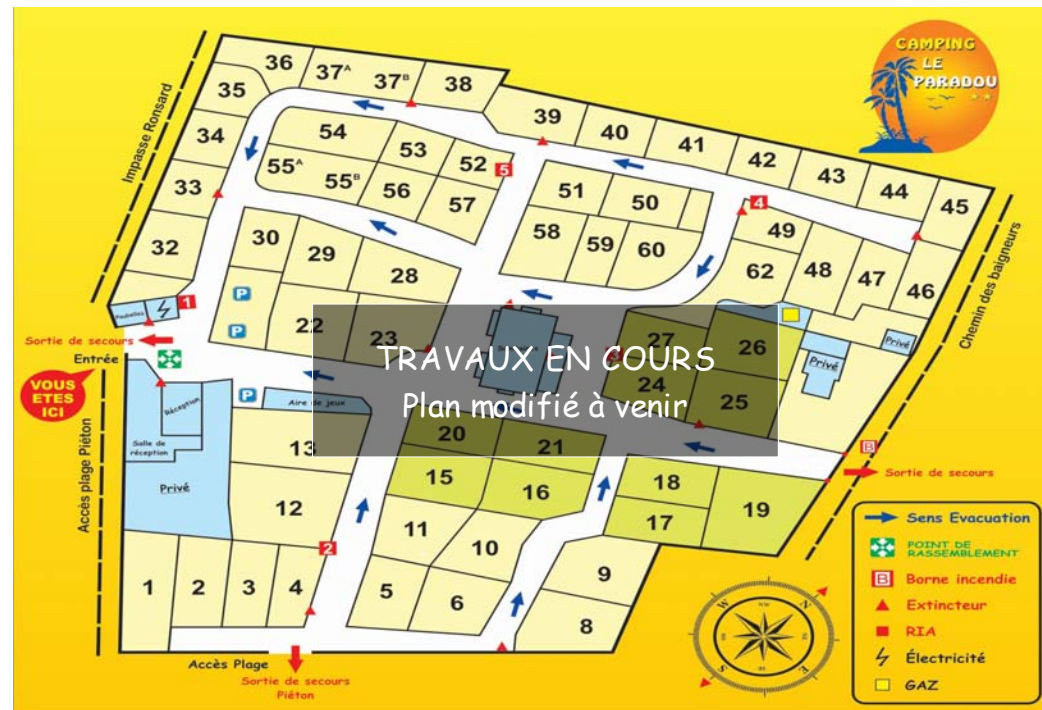 CAMPING
LE
PARADOU
Impasse Ronsard
Chemin des baigneurs
36
37A
37B
38
35
39
40
41
42
43
44
45
34
54
53
52
5
33
55A
55B
56
57
51
50
4
32
30
29
28
58
59
60
49
62
48
47
46
Poubelles
1
P
P
22
23
27
26
Privé
Privé
TRAVAUX EN COURS
Plan modifié à venir
24
25
Sortie de secours
Entrée
VOUS
ETES
ICI
Accès plage Piéton
Réception
Salle de
réception
Privé
P
Aire de jeux
13
20
21
15
16
18
19
17
B
Sortie de secours
12
11
10
2
1
2
3
4
5
6
9
8
Accès Plage
Sortie de secours
Piéton
N
E
S
W
NW
Sens Evacuation
POINT DE
RASSEMBLEMENT
B
Borne incendie
Extincteur
RIA
Électricité
GAZ